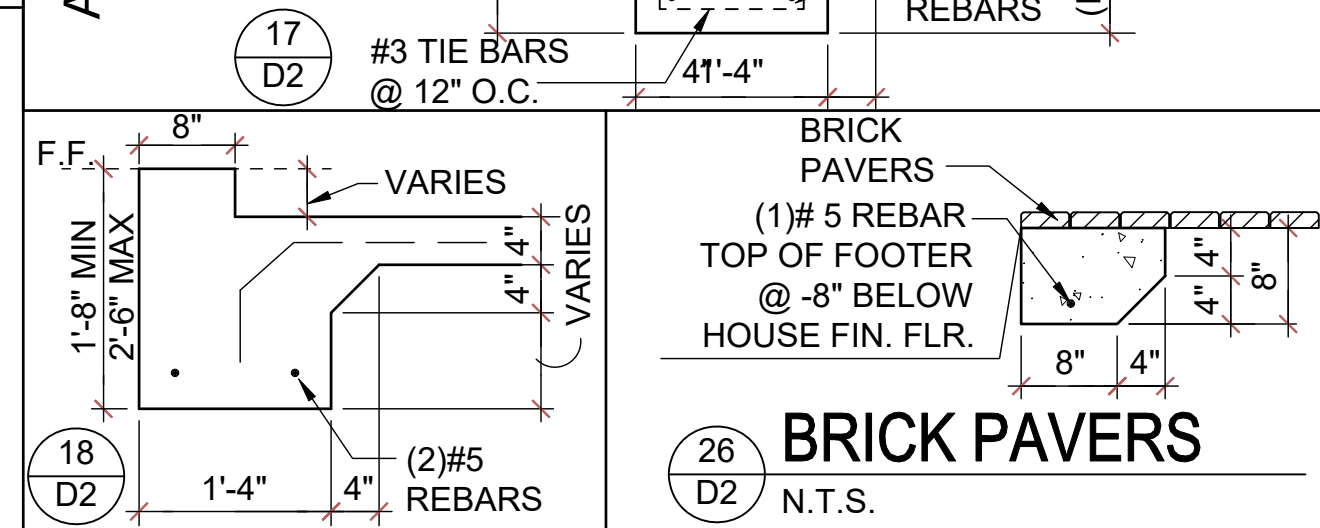 REBARS
17
D2
#3 TIE BARS
@ 12" O.C.
1'-4"
8"
F.F.
VARIES
1'-8" MIN
2'-6" MAX
4"
4"
VARIES
(2)#5
REBARS
18
D2
1'-4"
4"
BRICK
PAVERS
(1)# 5 REBAR
TOP OF FOOTER
@ -8" BELOW
HOUSE FIN. FLR.
4"
4"
8"
8"
4"
26
D2
BRICK PAVERS
N.T.S.